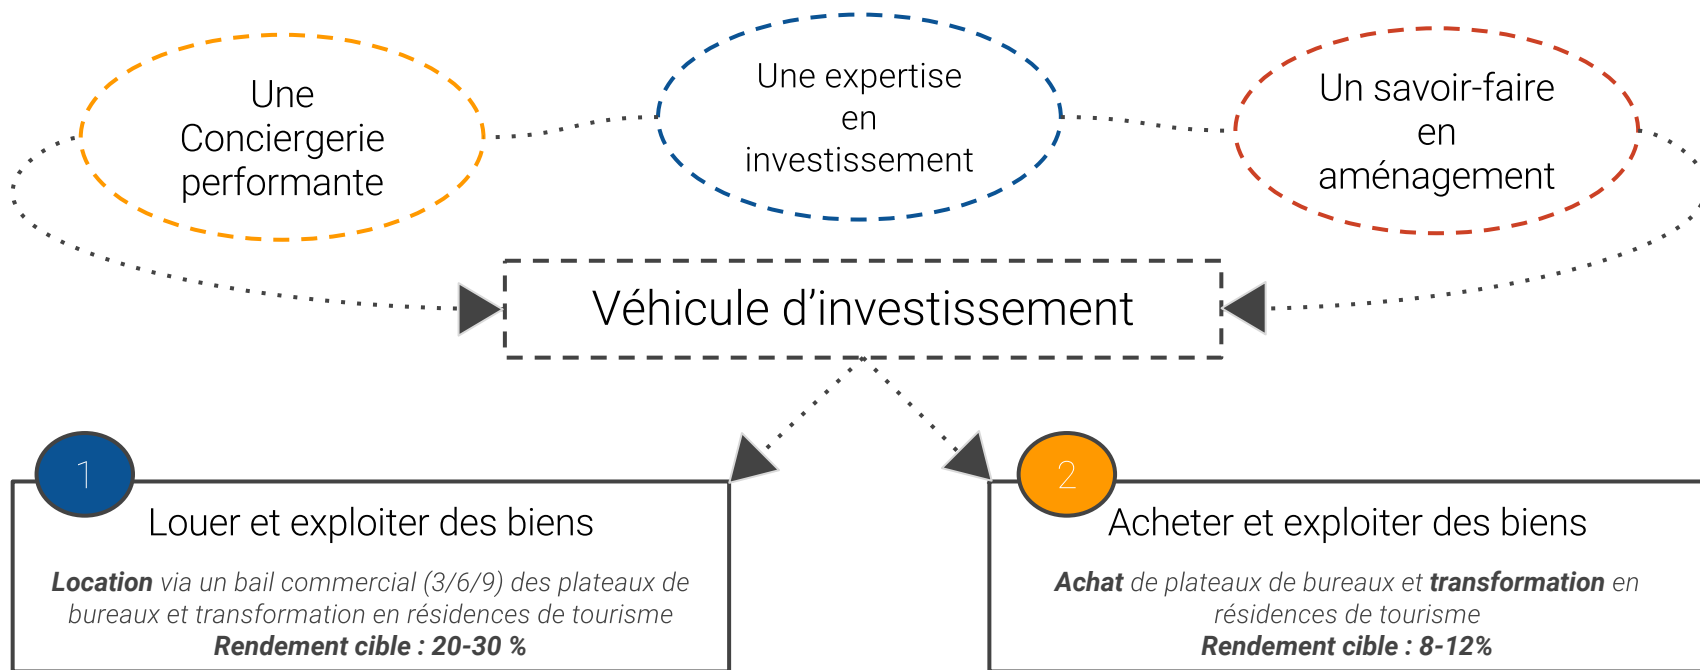 Une
Conciergerie
performante
Une expertise
en
investissement
Un savoir-faire
en
aménagement
Véhicule d’investissement
1
Louer et exploiter des biens
Location via un bail commercial (3/6/9) des plateaux de
bureaux et transformation en résidences de tourisme
Rendement cible : 20-30 %
2
Acheter et exploiter des biens
Achat de plateaux de bureaux et transformation en
résidences de tourisme
Rendement cible : 8-12%